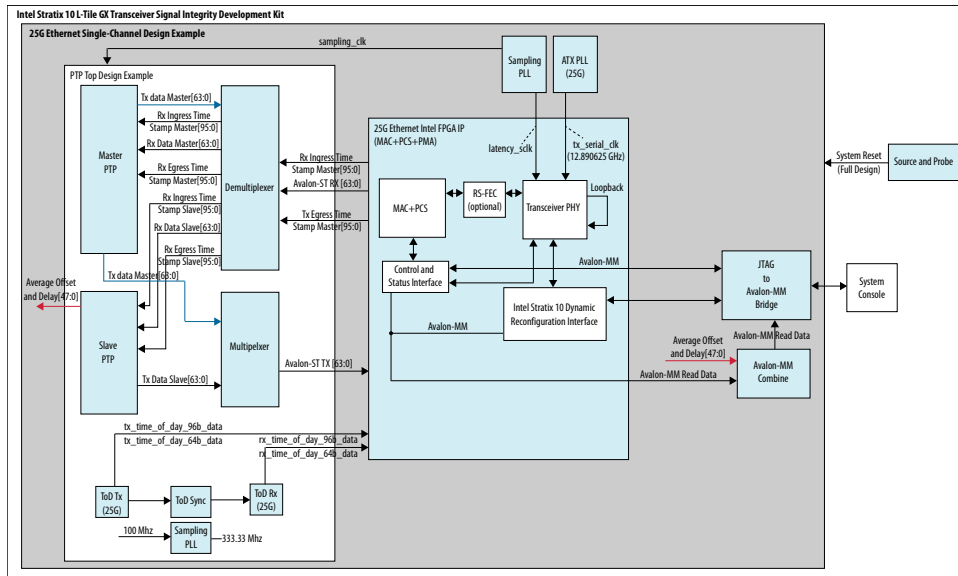 Intel Stratix 10 L-Tile GX Transceiver Signal Integrity Development Kit
25G Ethernet Single-Channel Design Example
sampling_clk
Sampling
PLL
ATX PLL
(25G)
PTP Top Design Example
Tx data Master[63:0]
Rx Ingress Time
Stamp Master[95:0]
Rx Data Master[63:0]
Rx Egress Time
Stamp Master[95:0]
Rx Ingress Time
Stamp Slave[95:0]
Rx Data Slave[63:0]
Rx Egress Time
Stamp Slave[95:0]
Master
PTP
Demultiplexer
Tx data Master[63:0]
Average Offset
and Delay[47:0]
Slave
PTP
Multipelxer
Tx Data Slave[63:0]
Rx Ingress Time
Stamp Master[95:0]
Avalon-ST RX [63:0]
Tx Egress Time
Stamp Master[95:0]
Avalon-ST TX [63:0]
25G Ethernet Intel FPGA IP
(MAC+PCS+PMA)
latency_sclk
tx_serial_clk
(12.890625 GHz)
MAC+PCS
RS-FEC
(optional)
Transceiver PHY
Loopback
Control and
Status Interface
Avalon-MM
Intel Stratix 10 Dynamic
Reconfiguration Interface
Avalon-MM
System Reset
(Full Design)
Source and Probe
JTAG
to
Avalon-MM
Bridge
System
Console
Avalon-MM Read Data
Average Offset
and Delay[47:0]
Avalon-MM
Combine
Avalon-MM Read Data
tx_time_of_day_96b_data
tx_time_of_day_64b_data
rx_time_of_day_96b_data
rx_time_of_day_64b_data
ToD Tx
(25G)
ToD Sync
ToD Rx
(25G)
100 Mhz
Sampling
PLL
333.33 Mhz